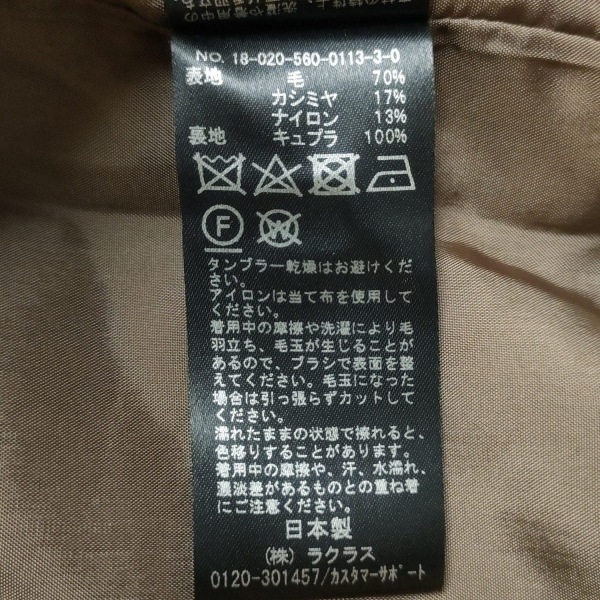 NO. 18-020-560-0113-3-0
表地 毛 70%
カシミヤ 17%
ナイロン 13%
裏地 キュプラ 100%
F W
タンブラー乾燥はお避けくだ
さい。
アイロンは当て布を使用して
ください。
着用中の摩擦や洗濯により毛
羽立ち、毛玉が生じることが
あるので、ブラシで表面を整
えてください。毛玉になった
場合は引っ張らずカットして
ください。
濡れたままの状態で擦れると、
色移りすることがあります。
着用中の摩擦や、汗、水濡れ、
濃淡差があるものとの重ね着
にご注意ください。
日本製
(株) ラクラス
0120-301457/カスタマーサポート